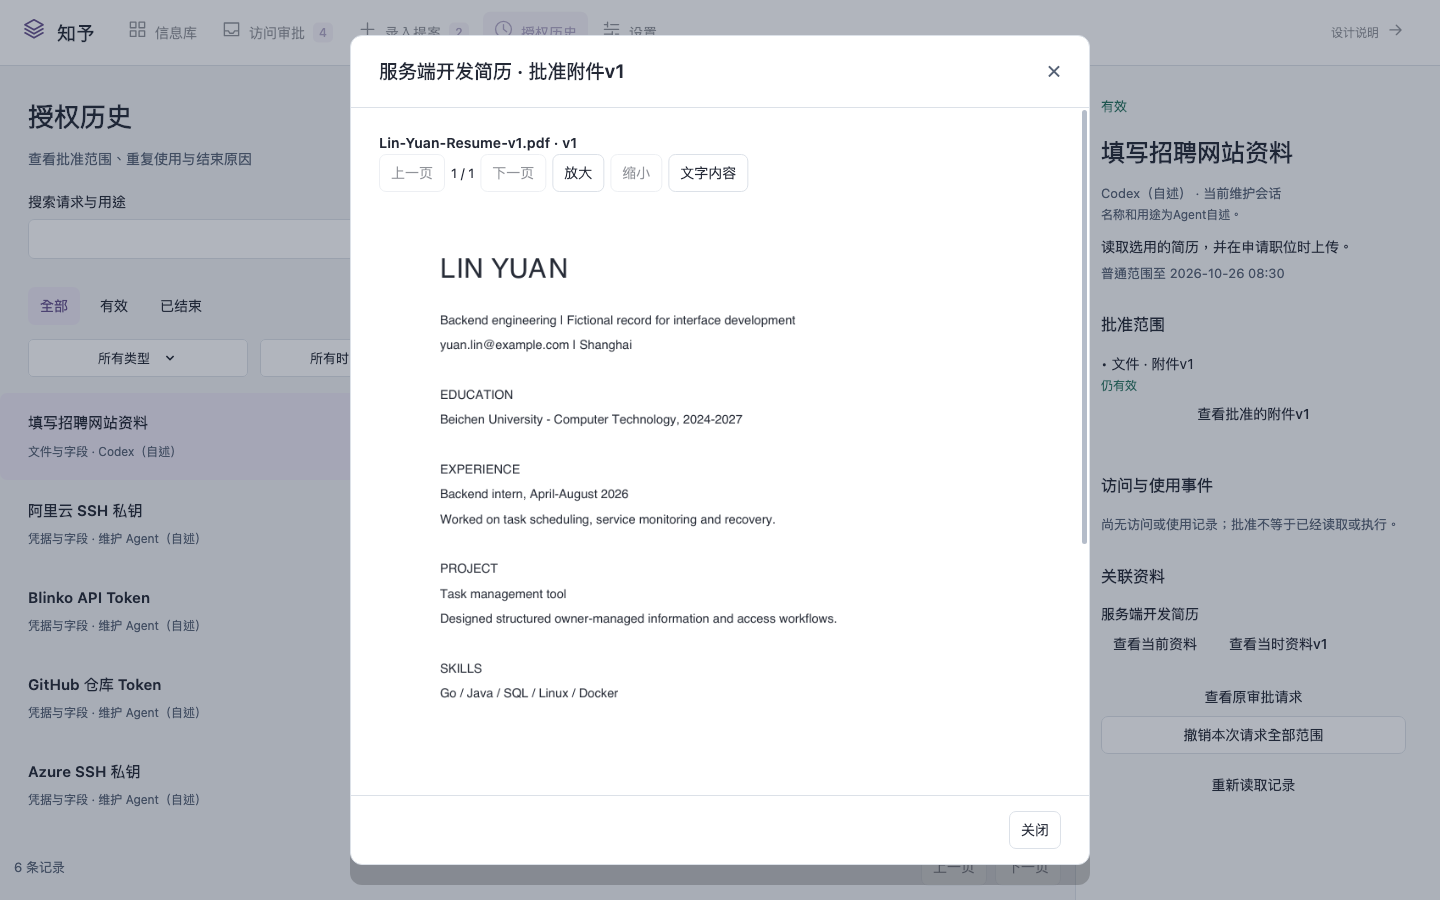 知予
信息库
访问审批 4
录入提案 2
授权历史
设置
设计说明
授权历史
查看批准范围、重复使用与结束原因
搜索请求与用途
全部
有效
已结束
所有类型
所有时
填写招聘网站资料
文件与字段 · Codex（自述）
阿里云 SSH 私钥
凭据与字段 · 维护 Agent（自述）
Blinko API Token
凭据与字段 · 维护 Agent（自述）
GitHub 仓库 Token
凭据与字段 · 维护 Agent（自述）
Azure SSH 私钥
凭据与字段 · 维护 Agent（自述）
6 条记录
上一页
下一页
服务端开发简历 · 批准附件v1
Lin-Yuan-Resume-v1.pdf · v1
上一页
1 / 1
下一页
放大
缩小
文字内容
LIN YUAN
Backend engineering | Fictional record for interface development
yuan.lin@example.com | Shanghai
EDUCATION
Beichen University - Computer Technology, 2024-2027
EXPERIENCE
Backend intern, April-August 2026
Worked on task scheduling, service monitoring and recovery.
PROJECT
Task management tool
Designed structured owner-managed information and access workflows.
SKILLS
Go / Java / SQL / Linux / Docker
关闭
有效
填写招聘网站资料
Codex（自述） · 当前维护会话
名称和用途为Agent自述。
读取选用的简历，并在申请职位时上传。
普通范围至 2026-10-26 08:30
批准范围
• 文件 · 附件v1
仍有效
查看批准的附件v1
访问与使用事件
尚无访问或使用记录；批准不等于已经读取或执行。
关联资料
服务端开发简历
查看当前资料
查看当时资料v1
查看原审批请求
撤销本次请求全部范围
重新读取记录